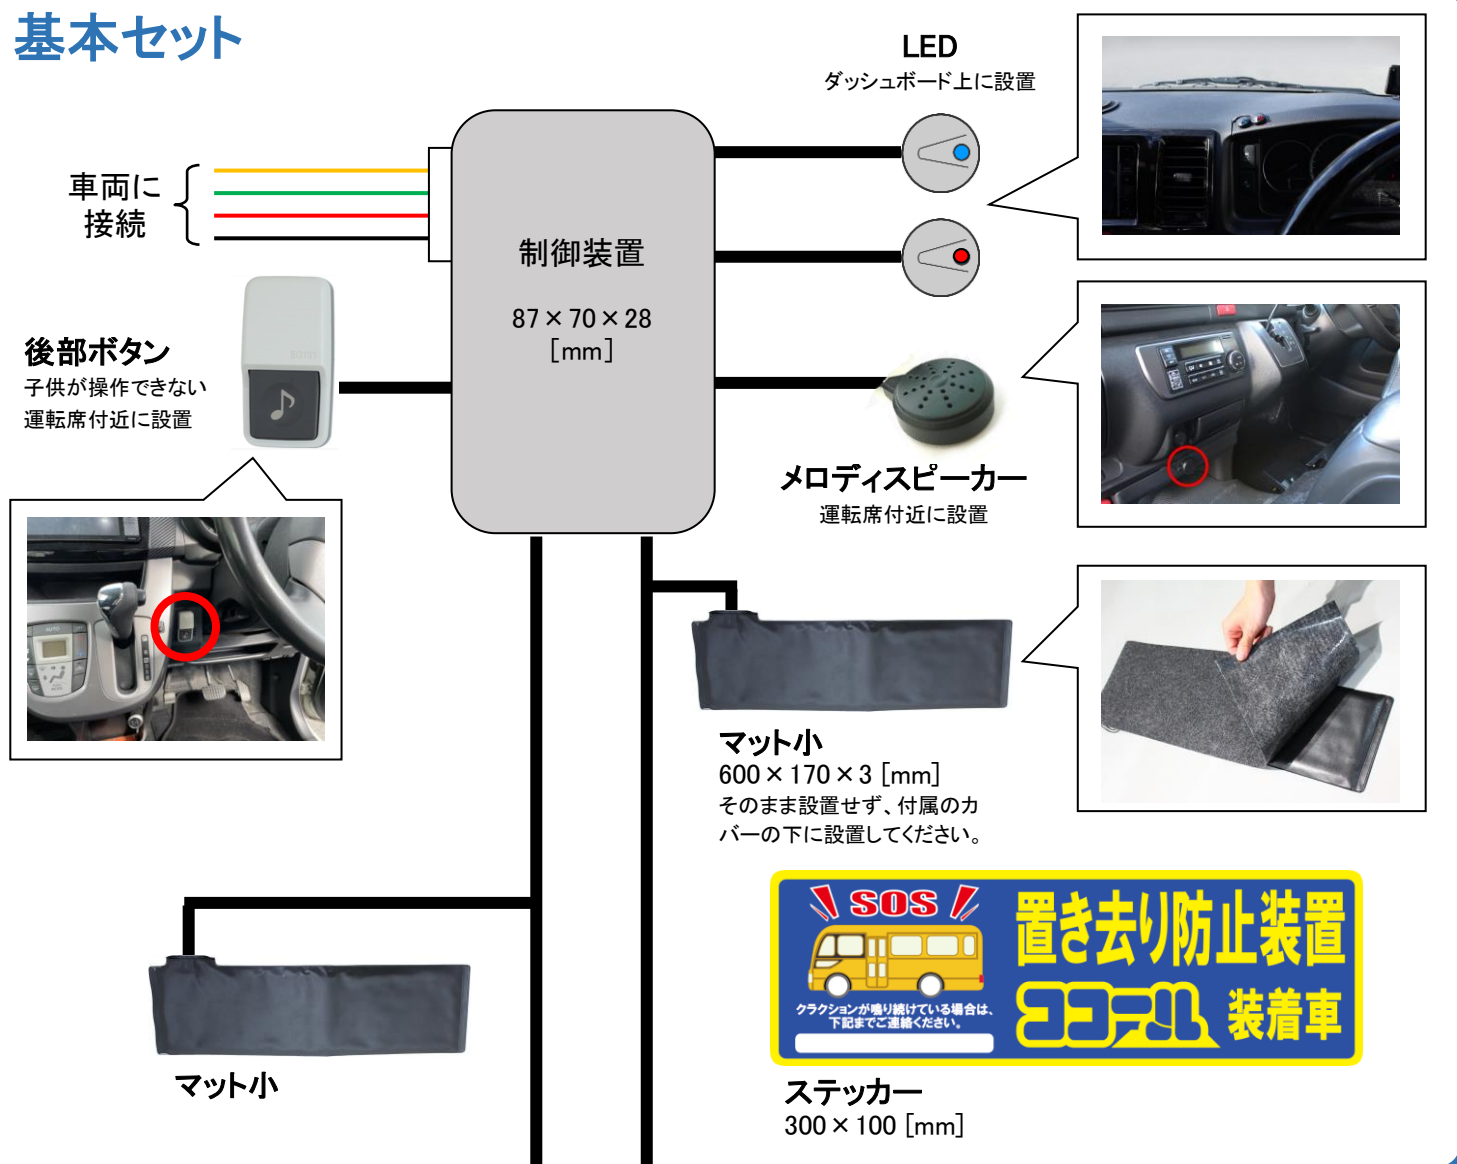 基本セット
LED
ダッシュボード上に設置
車両に
接続
制御装置
87×70×28
[mm]
後部ボタン
子供が操作できない
運転席付近に設置
メロディスピーカー
運転席付近に設置
マット小
600×170×3 [mm]
そのまま設置せず、付属のカ
バーの下に設置してください。
マット小
SOS
クラクションが鳴り続けている場合は、
下記までご連絡ください。
置き去り防止装置
ココテール 装着車
ステッカー
300×100 [mm]